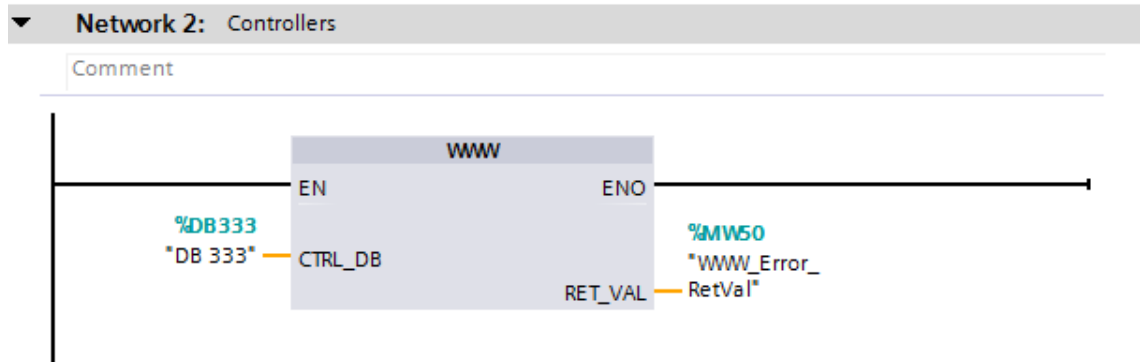 Network 2: Controllers
Comment
WWW
EN ENO
%DB333
"DB 333"
CTRL_DB
%MW50
"WWW_Error_
RetVal"
RET_VAL